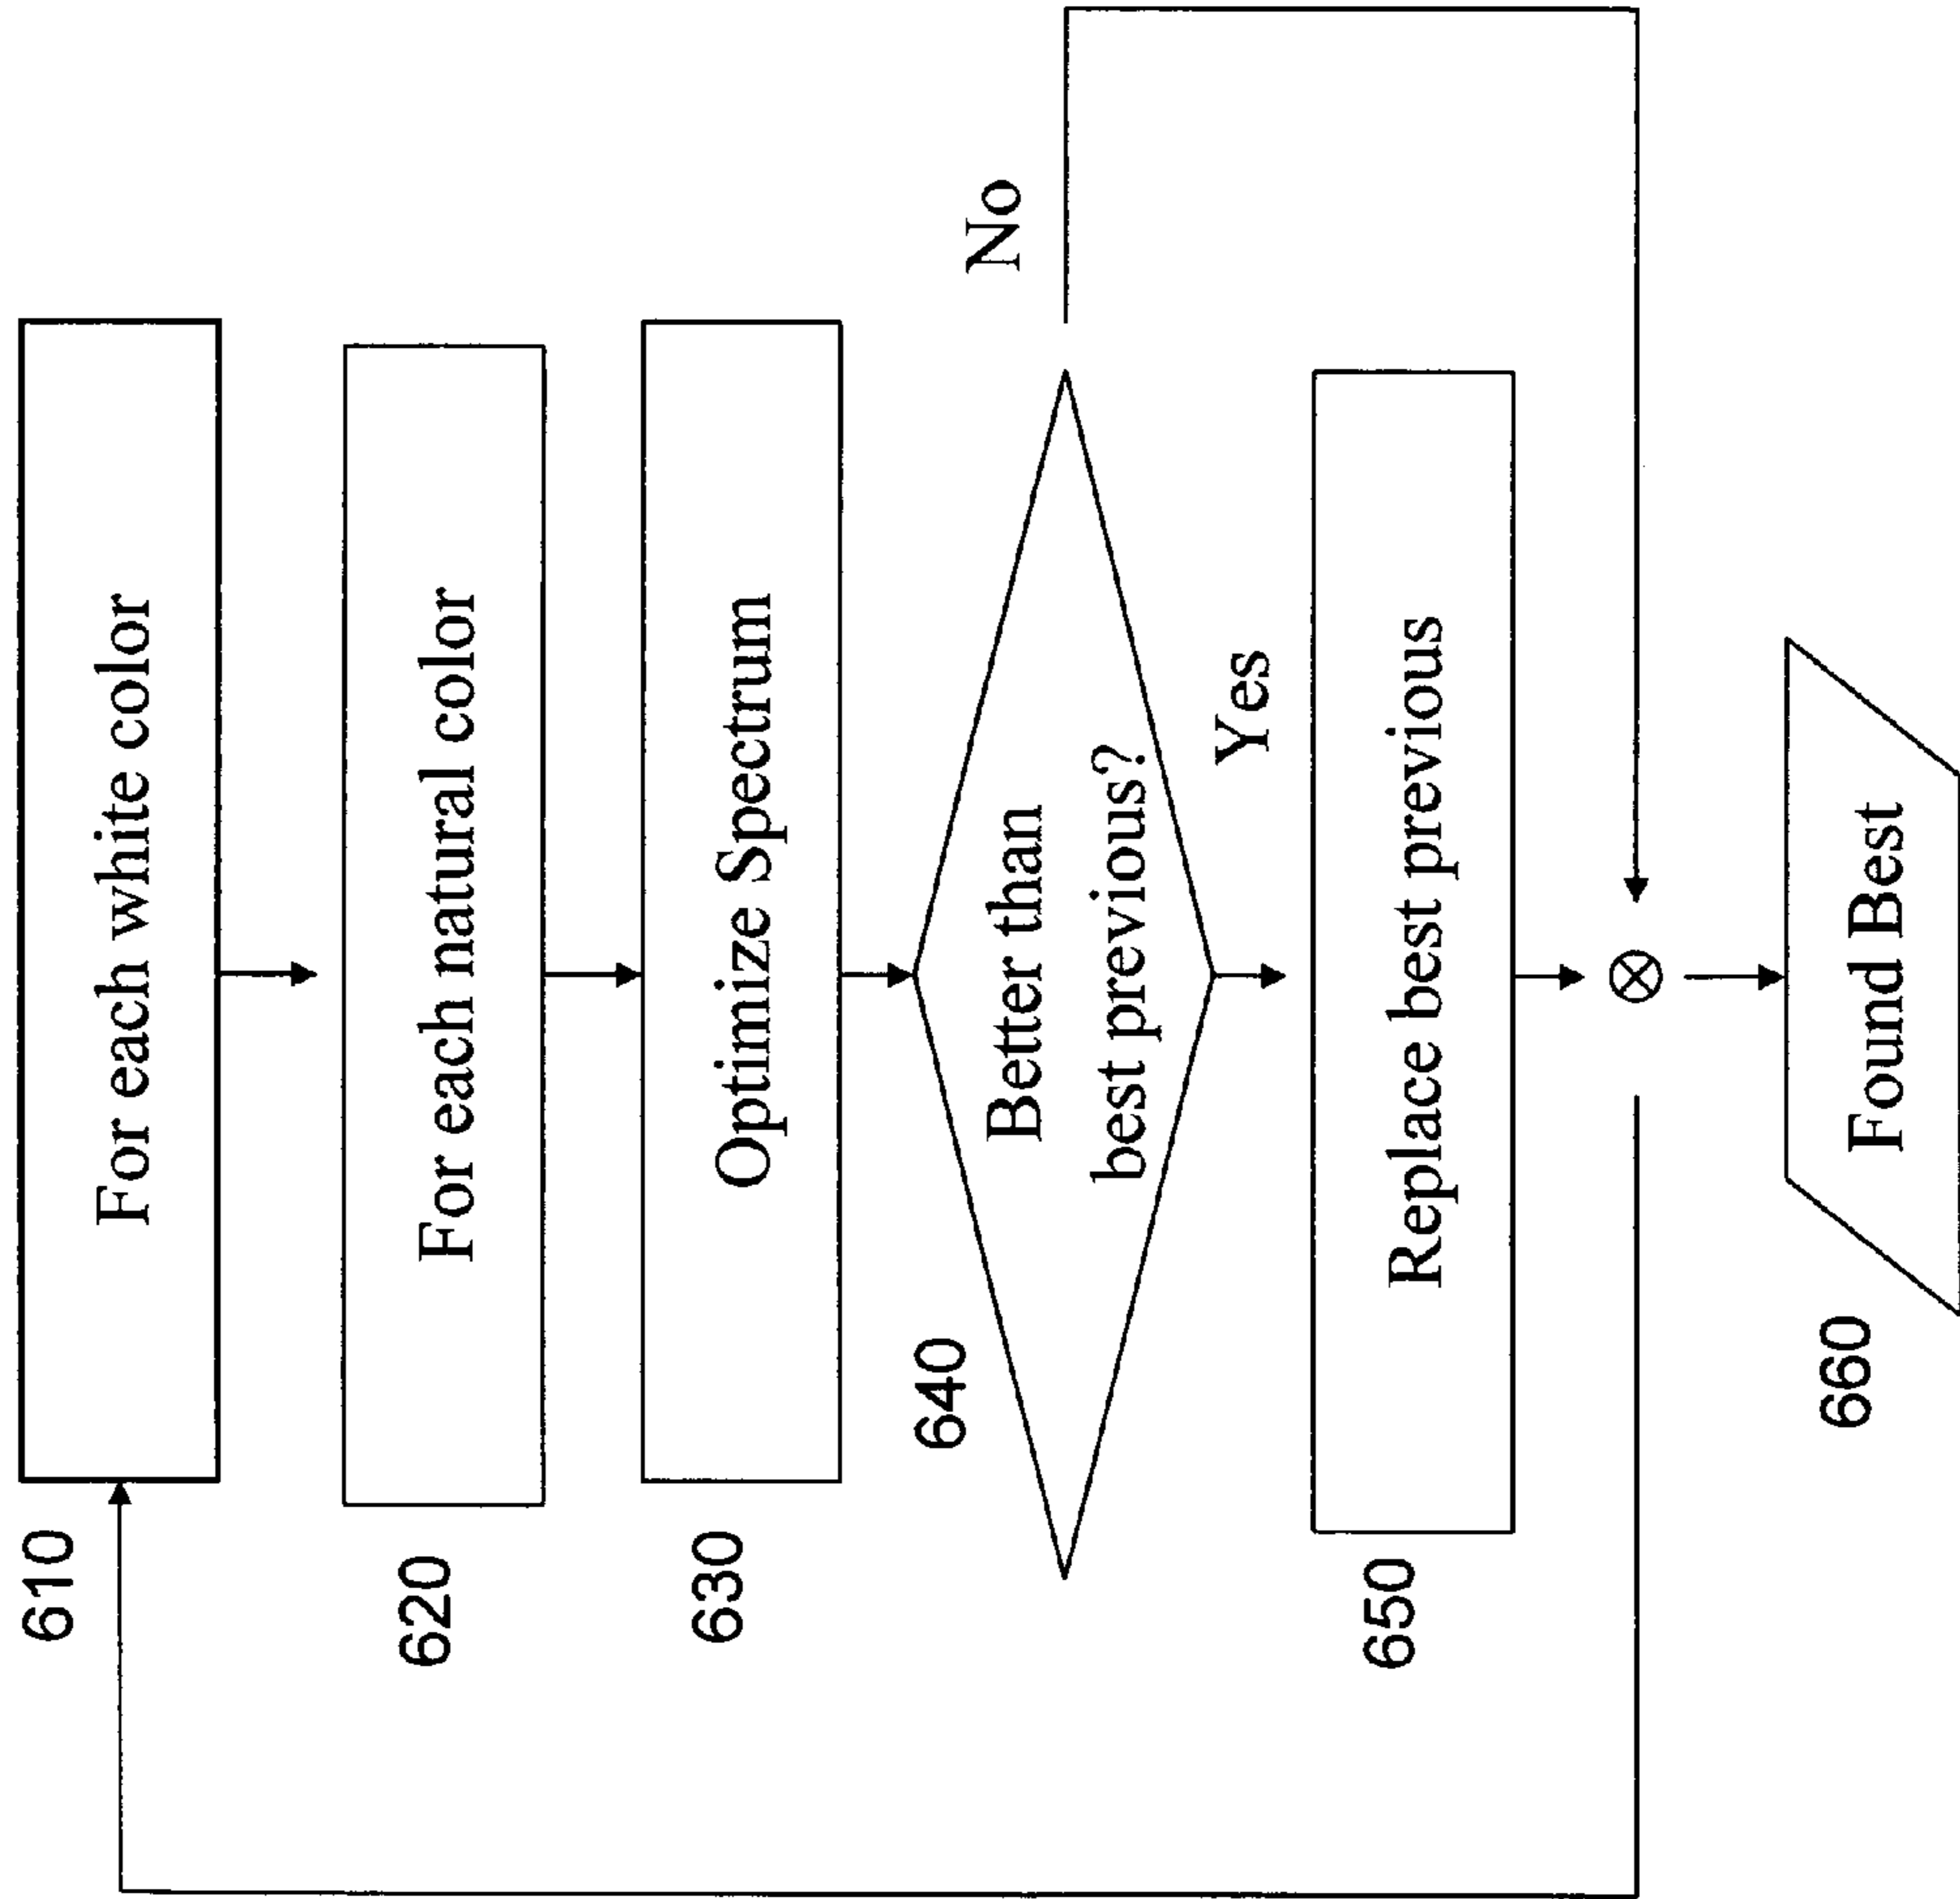 610
For each white color
620
For each natural color
630
Optimize Spectrum
640
Better than
best previous?
No
Yes
650
Replace best previous
660
Found Best